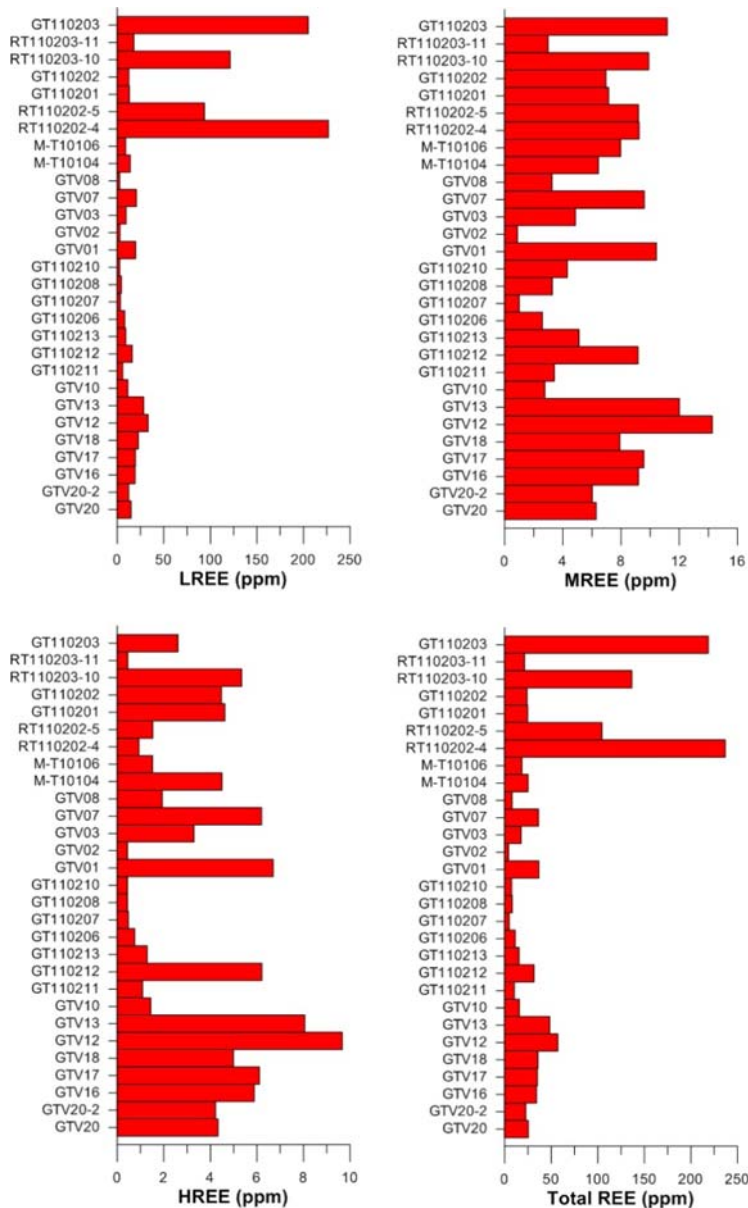 GT110203
RT110203-11
RT110203-10
GT110202
GT110201
RT110202-5
RT110202-4
M-T10106
M-T10104
GTV08
GTV07
GTV03
GTV02
GTV01
GT110210
GT110208
GT110207
GT110206
GT110213
GT110212
GT110211
GTV10
GTV13
GTV12
GTV18
GTV17
GTV16
GTV20-2
GTV20
0 50 100 150 200 250
LREE (ppm)
GT110203
RT110203-11
RT110203-10
GT110202
GT110201
RT110202-5
RT110202-4
M-T10106
M-T10104
GTV08
GTV07
GTV03
GTV02
GTV01
GT110210
GT110208
GT110207
GT110206
GT110213
GT110212
GT110211
GTV10
GTV13
GTV12
GTV18
GTV17
GTV16
GTV20-2
GTV20
0 4 8 12 16
MREE (ppm)
GT110203
RT110203-11
RT110203-10
GT110202
GT110201
RT110202-5
RT110202-4
M-T10106
M-T10104
GTV08
GTV07
GTV03
GTV02
GTV01
GT110210
GT110208
GT110207
GT110206
GT110213
GT110212
GT110211
GTV10
GTV13
GTV12
GTV18
GTV17
GTV16
GTV20-2
GTV20
0 2 4 6 8 10
HREE (ppm)
GT110203
RT110203-11
RT110203-10
GT110202
GT110201
RT110202-5
RT110202-4
M-T10106
M-T10104
GTV08
GTV07
GTV03
GTV02
GTV01
GT110210
GT110208
GT110207
GT110206
GT110213
GT110212
GT110211
GTV10
GTV13
GTV12
GTV18
GTV17
GTV16
GTV20-2
GTV20
0 50 100 150 200 250
Total REE (ppm)